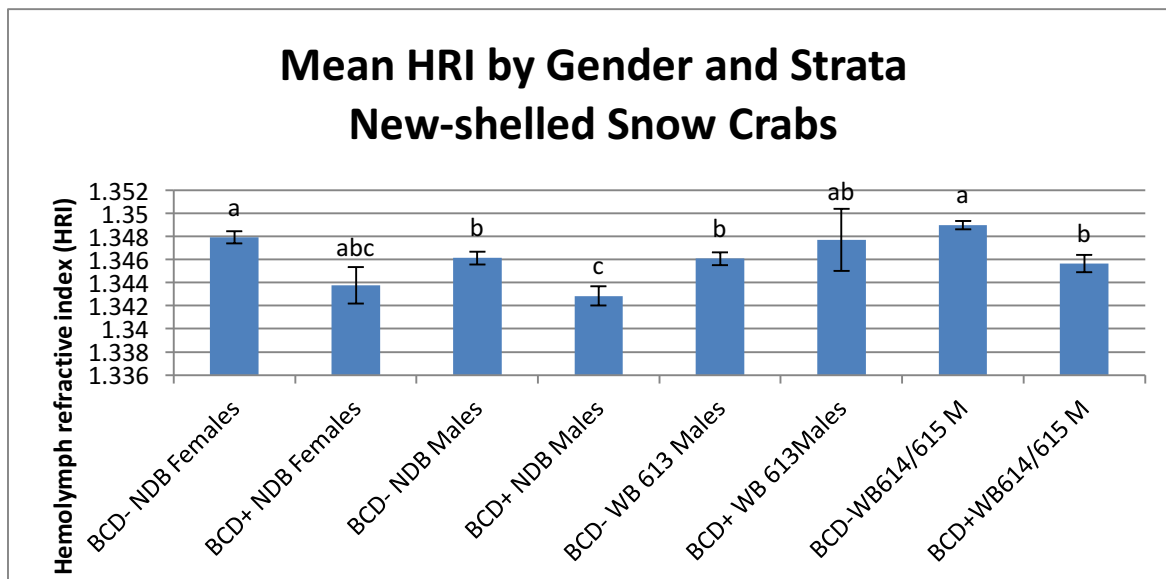 Mean HRI by Gender and Strata
New-shelled Snow Crabs
Hemolymph refractive index (HRI)
1.352
1.35
1.348
1.346
1.344
1.342
1.34
1.338
1.336
a
abc
b
c
b
ab
a
b
BCD- NDB Females
BCD+ NDB Females
BCD- NDB Males
BCD+ NDB Males
BCD- WB 613 Males
BCD+ WB 613Males
BCD-WB614/615 M
BCD+WB614/615 M